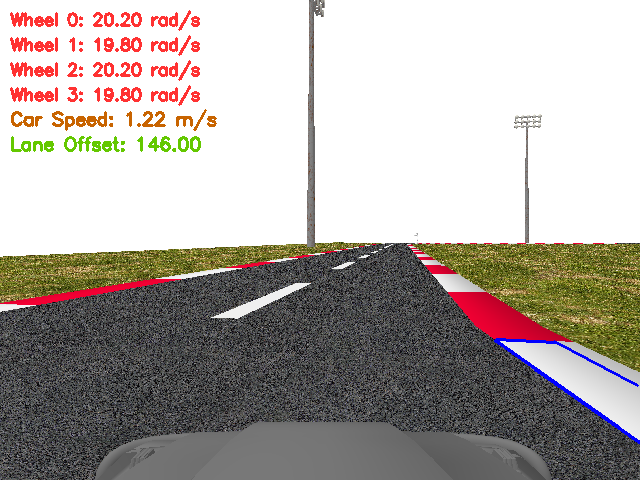 Wheel 0: 20.20 rad/s
Wheel 1: 19.80 rad/s
Wheel 2: 20.20 rad/s
Wheel 3: 19.80 rad/s
Car Speed: 1.22 m/s
Lane Offset: 146.00